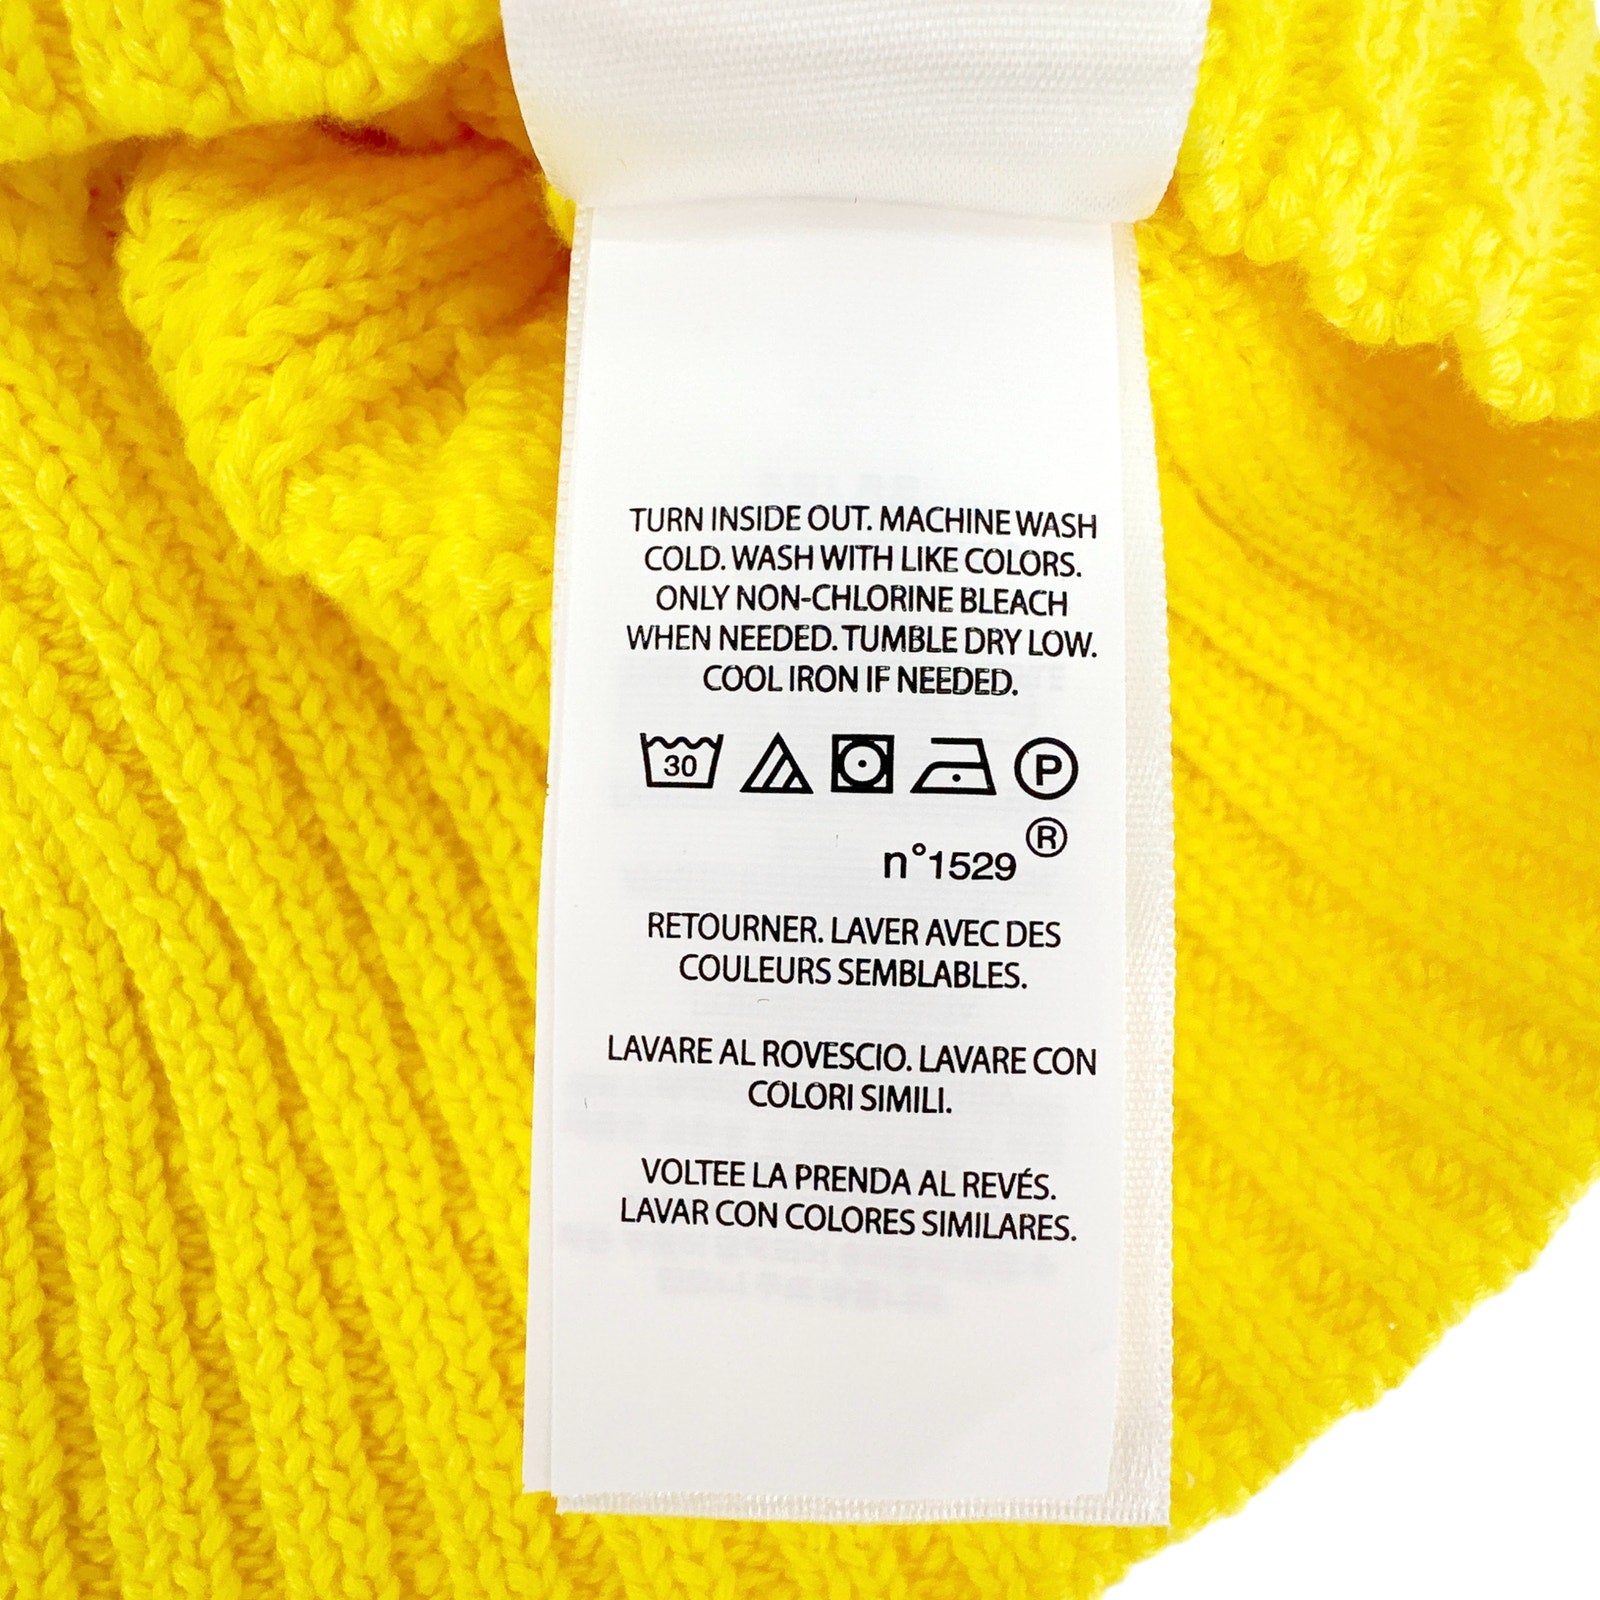 TURN INSIDE OUT. MACHINE WASH
COLD. WASH WITH LIKE COLORS.
ONLY NON-CHLORINE BLEACH
WHEN NEEDED. TUMBLE DRY LOW.
COOL IRON IF NEEDED.
30 P
n°1529 ®
RETOURNER. LAVER AVEC DES
COULEURS SEMBLABLES.
LAVARE AL ROVESCIO. LAVARE CON
COLORI SIMILI.
VOLTEE LA PRENDA AL REVÉS.
LAVAR CON COLORES SIMILARES.